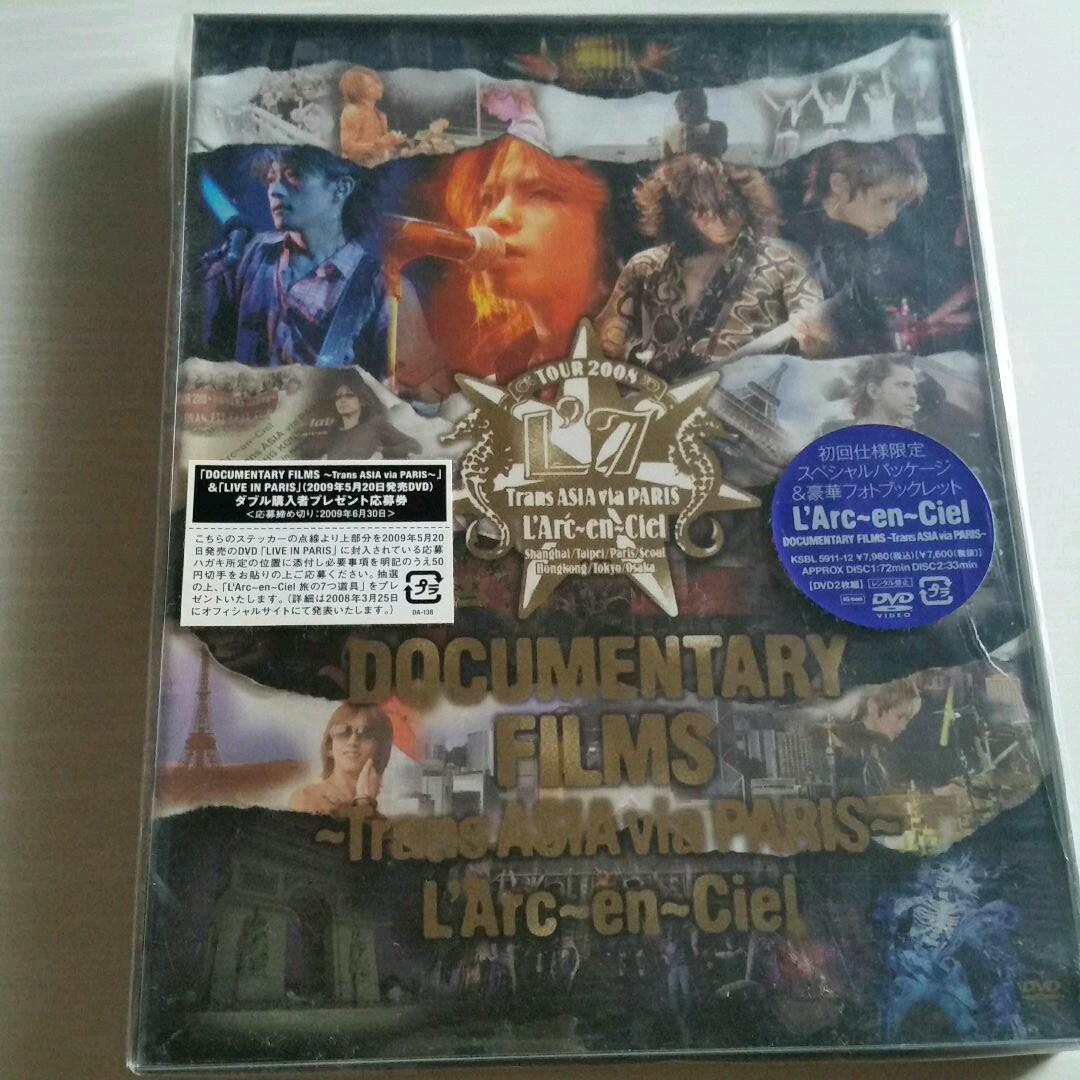 TOUR 2008
L'7
Trans ASIA via PARIS
L'Arc~en~Ciel
Shanghai/Taipei/Paris/Seoul
Hongkong/Tokyo/Osaka
「DOCUMENTARY FILMS ~Trans ASIA via PARIS~」
&「LIVE IN PARIS」(2009年5月20日発売DVD)
ダブル購入者プレゼント応募券
<応募締め切り:2009年6月30日>
こちらのステッカーの点線より上部分を2009年5月20
日発売のDVD「LIVE IN PARIS」に封入されている応募
ハガキ所定の位置に添付し必要事項を明記のうえ50
円切手をお貼りの上ご応募ください。抽選
の上、「L'Arc~en~Ciel 旅の7つ道具」をプレ
ゼントいたします。(詳細は2008年3月25日
にオフィシャルサイトにて発表いたします。)
プラ
DA-138
初回仕様限定
スペシャルパッケージ
&豪華フォトブックレット
L'Arc~en~Ciel
DOCUMENTARY FILMS~Trans ASIA via PARIS~
KSBL 5911-12 ¥7,980(税込)(¥7,600(税抜))
APPROX DISC1:72min DISC2:33min
[DVD2枚組]
レンタル禁止
DVD
VIDEO
プラ
DOCUMENTARY
FILMS
~Trans ASIA via PARIS~
L'Arc~en~Ciel
DVD